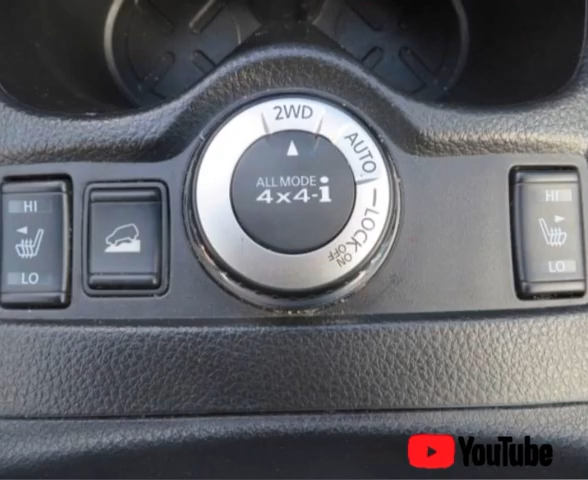 2WD
AUTO
LOCK
ON
OFF
ALL MODE
4x4-i
HI
LO
HI
LO
YouTube